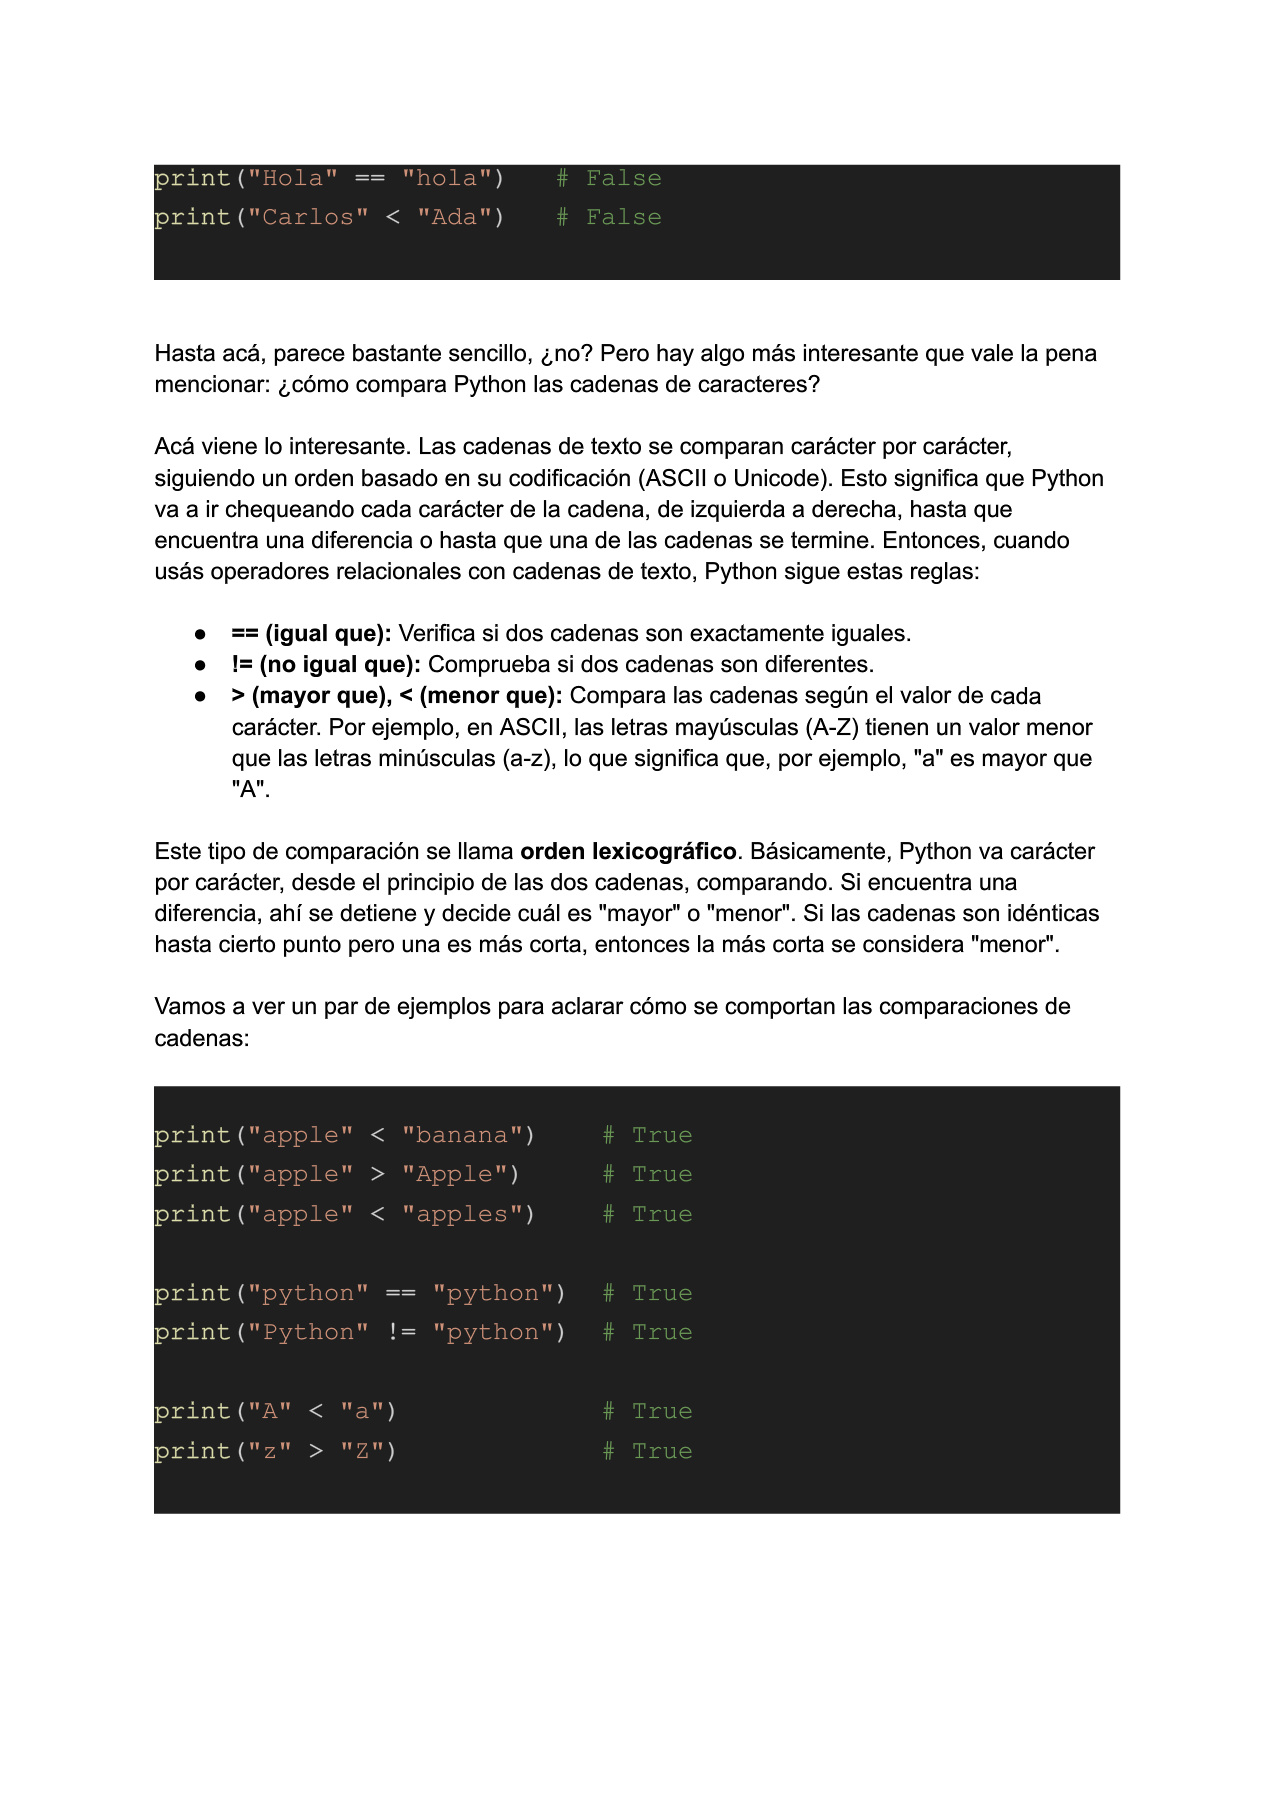 print("Hola" == "hola")   # False
print("Carlos" < "Ada")   # False
Hasta acá, parece bastante sencillo, ¿no? Pero hay algo más interesante que vale la pena
mencionar: ¿cómo compara Python las cadenas de caracteres?
Acá viene lo interesante. Las cadenas de texto se comparan carácter por carácter,
siguiendo un orden basado en su codificación (ASCII o Unicode). Esto significa que Python
va a ir chequeando cada carácter de la cadena, de izquierda a derecha, hasta que
encuentra una diferencia o hasta que una de las cadenas se termine. Entonces, cuando
usás operadores relacionales con cadenas de texto, Python sigue estas reglas:
● == (igual que): Verifica si dos cadenas son exactamente iguales.
● != (no igual que): Comprueba si dos cadenas son diferentes.
● > (mayor que), < (menor que): Compara las cadenas según el valor de cada
carácter. Por ejemplo, en ASCII, las letras mayúsculas (A-Z) tienen un valor menor
que las letras minúsculas (a-z), lo que significa que, por ejemplo, "a" es mayor que
"A".
Este tipo de comparación se llama orden lexicográfico. Básicamente, Python va carácter
por carácter, desde el principio de las dos cadenas, comparando. Si encuentra una
diferencia, ahí se detiene y decide cuál es "mayor" o "menor". Si las cadenas son idénticas
hasta cierto punto pero una es más corta, entonces la más corta se considera "menor".
Vamos a ver un par de ejemplos para aclarar cómo se comportan las comparaciones de
cadenas:
print("apple" < "banana")    # True
print("apple" > "Apple")     # True
print("apple" < "apples")    # True
print("python" == "python")  # True
print("Python" != "python")  # True
print("A" < "a")             # True
print("z" > "Z")             # True